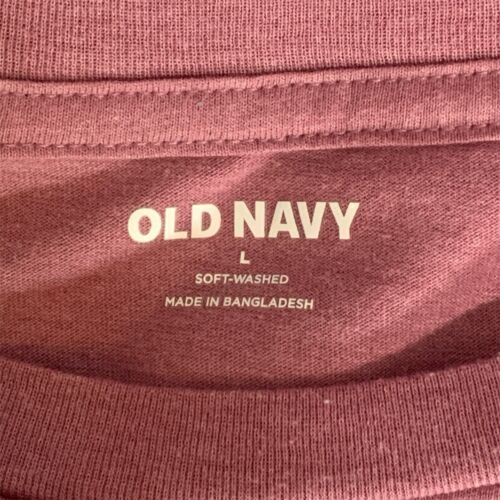 OLD NAVY
L
SOFT-WASHED
MADE IN BANGLADESH